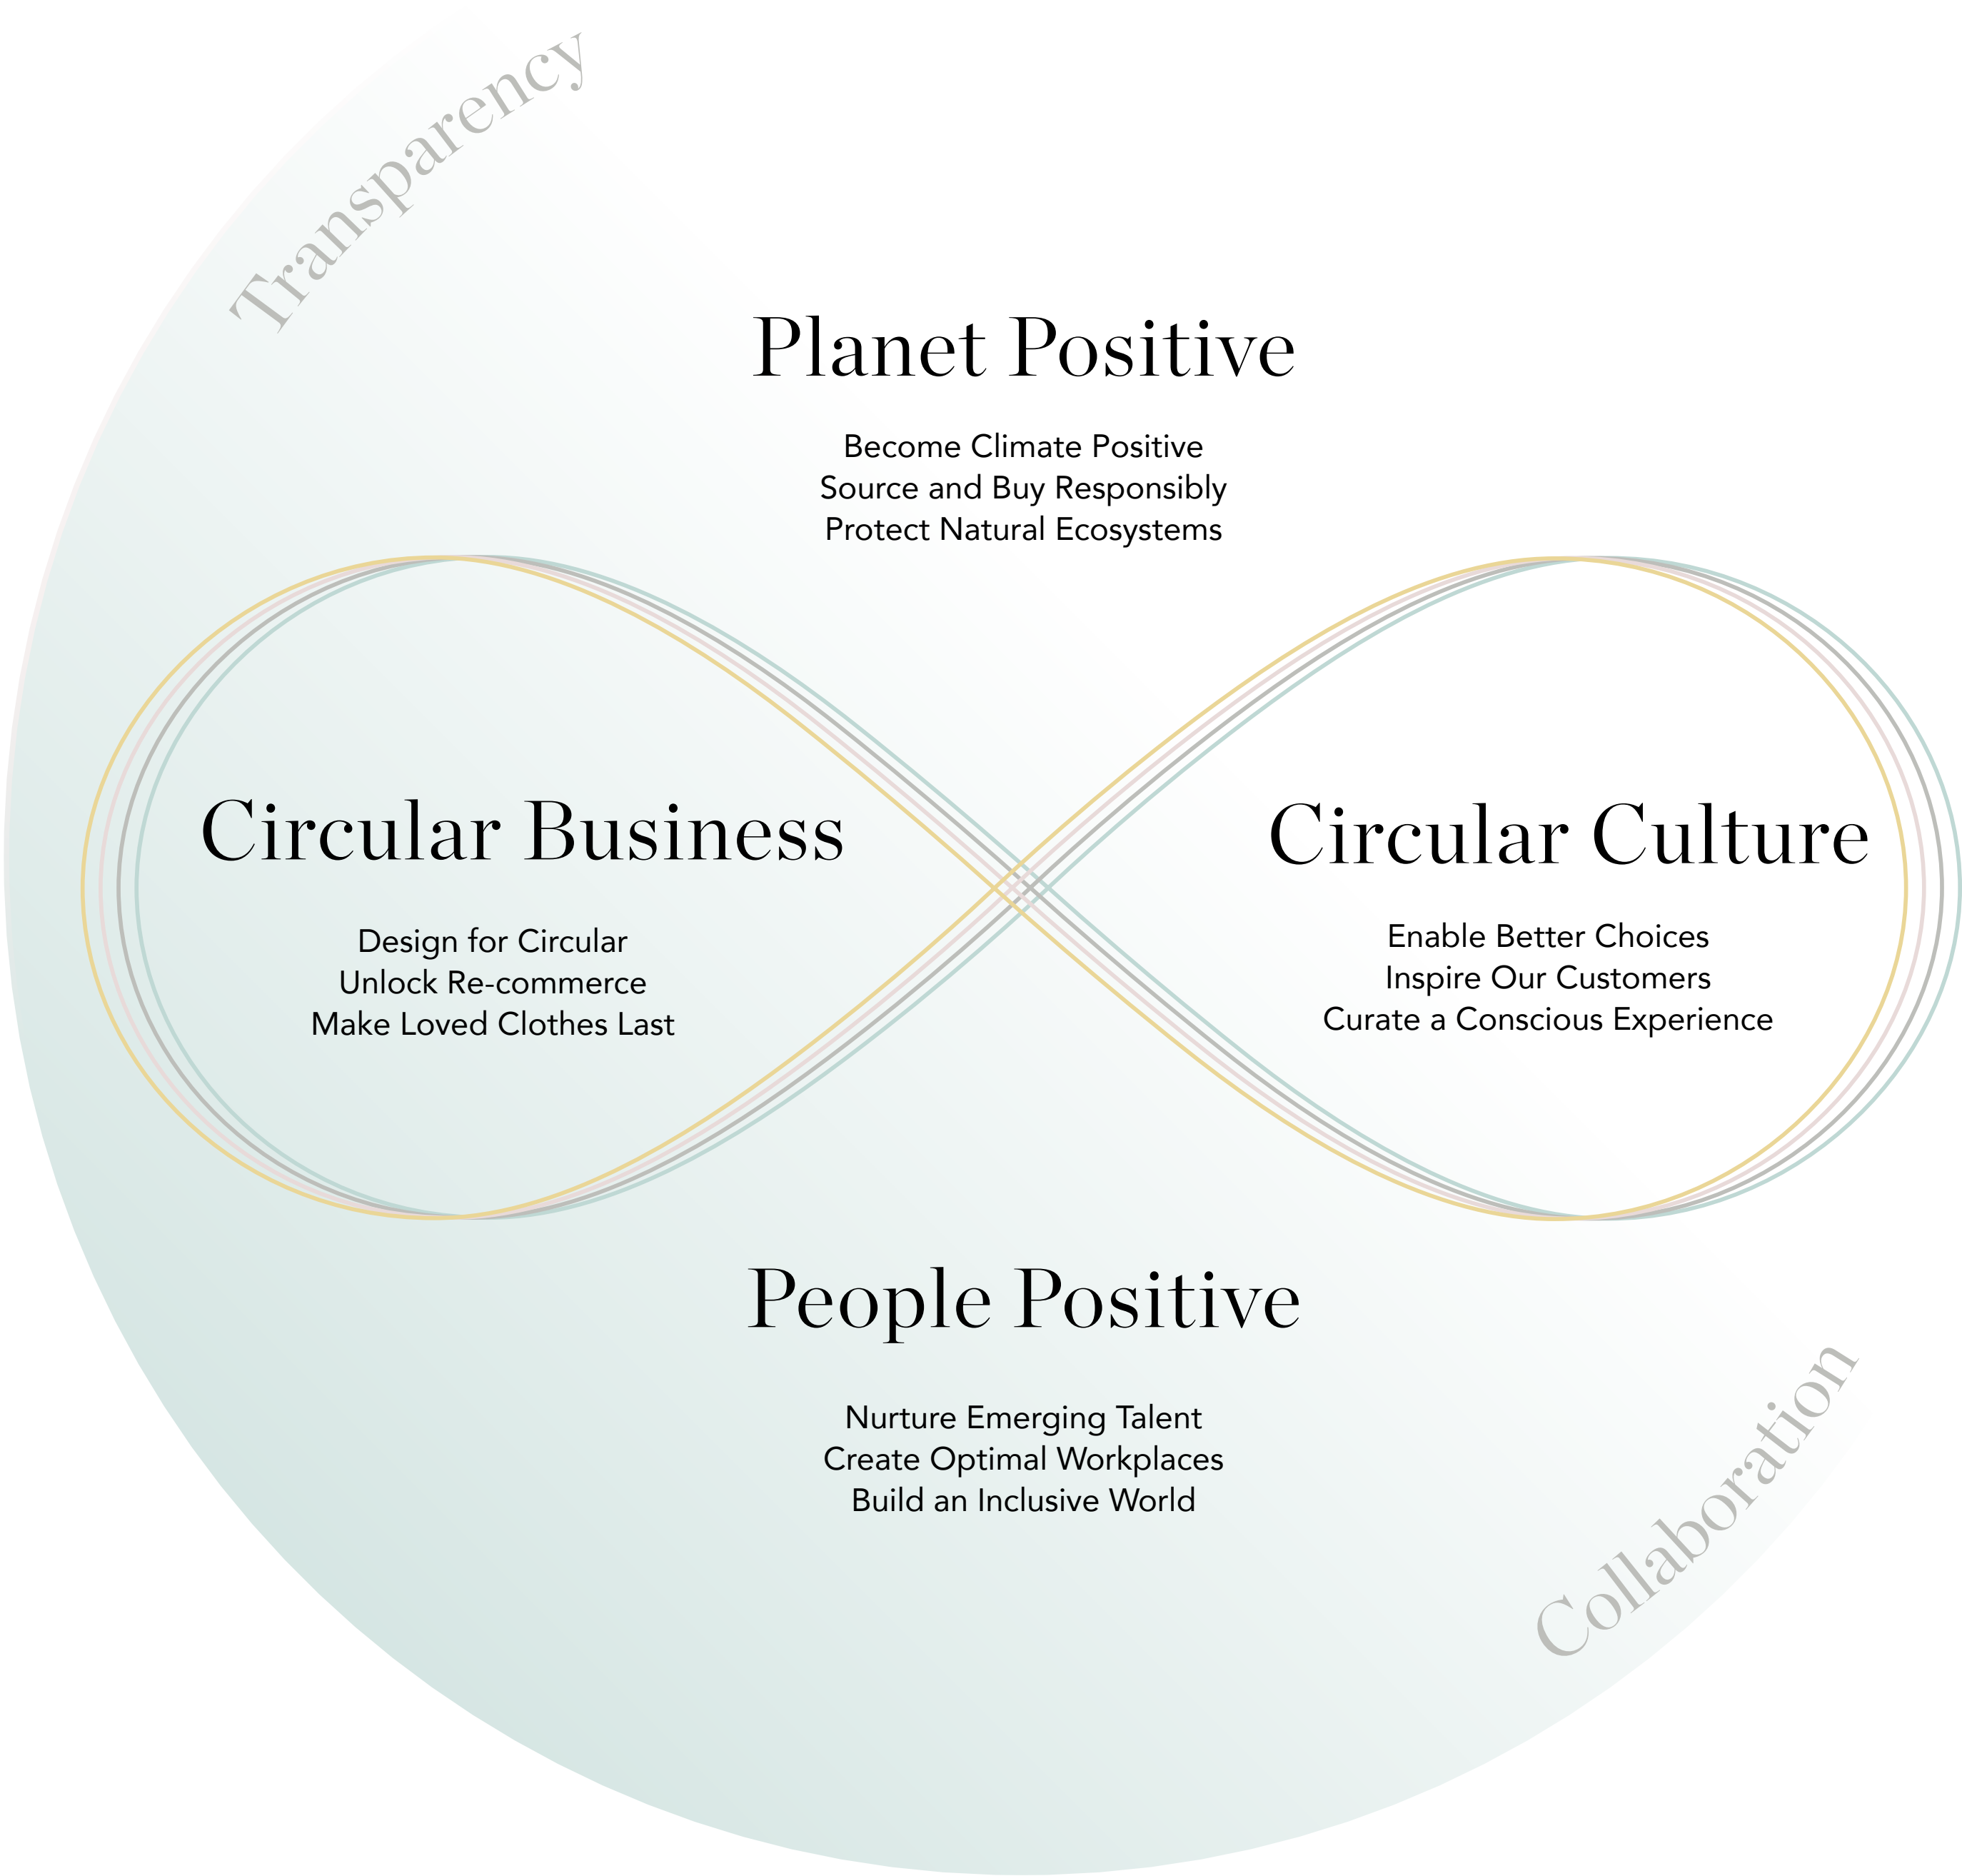 Transparency
Planet Positive
Become Climate Positive
Source and Buy Responsibly
Protect Natural Ecosystems
Circular Business
Design for Circular
Unlock Re-commerce
Make Loved Clothes Last
Circular Culture
Enable Better Choices
Inspire Our Customers
Curate a Conscious Experience
People Positive
Nurture Emerging Talent
Create Optimal Workplaces
Build an Inclusive World
Collaboration